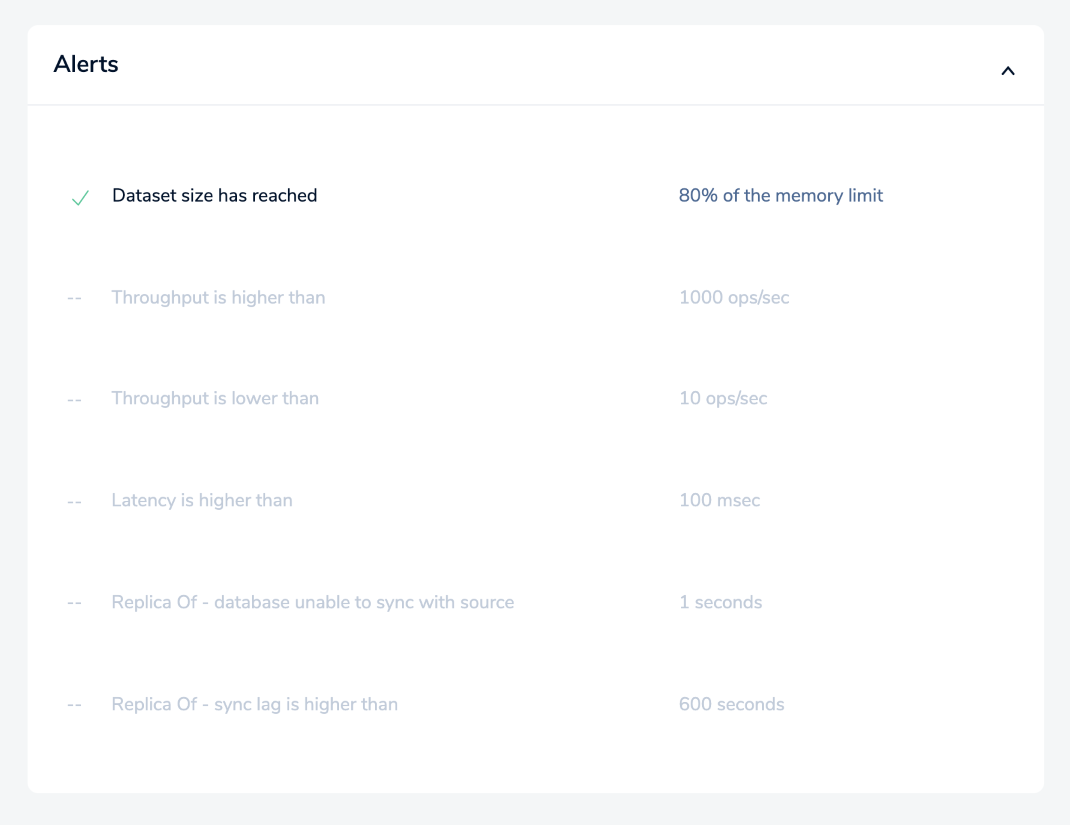 Alerts
Dataset size has reached 80% of the memory limit
-- Throughput is higher than 1000 ops/sec
-- Throughput is lower than 10 ops/sec
-- Latency is higher than 100 msec
-- Replica Of - database unable to sync with source 1 seconds
-- Replica Of - sync lag is higher than 600 seconds